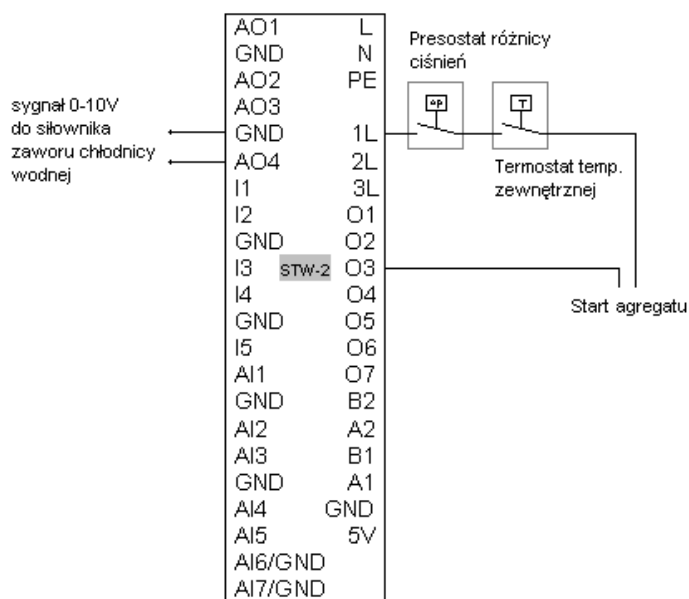 sygnał 0-10V
do siłownika
zaworu chłodnicy
wodnej
AO1 L
GND N
AO2 PE
AO3
GND 1L
AO4 2L
I1 3L
I2 O1
GND O2
I3 STW-2 O3
I4 O4
GND O5
I5 O6
AI1 O7
GND B2
AI2 A2
AI3 B1
GND A1
AI4 GND
AI5 5V
AI6/GND
AI7/GND
Presostat różnicy
ciśnień
Δp
T
Termostat temp.
zewnętrznej
Start agregatu